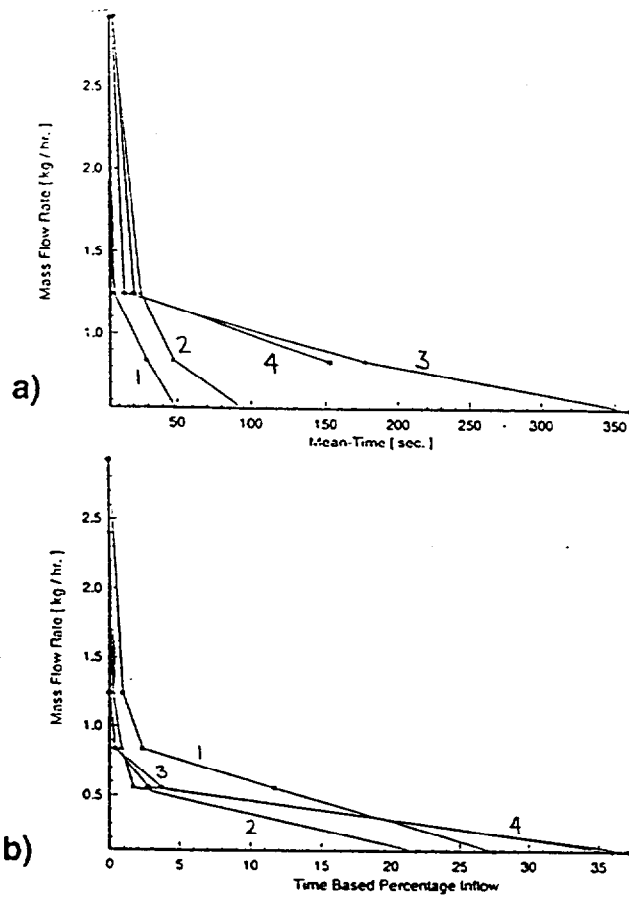 2.5
2.0
1.5
1.0
Mass Flow Rate [ kg / hr. ]
1
2
3
4
a)
50 100 150 200 250 300 350
Mean-Time [ sec. ]
2.5
2.0
1.5
1.0
0.5
Mass Flow Rate [ kg / hr. ]
1
2
3
4
b)
0 5 10 15 20 25 30 35
Time Based Percentage Inflow